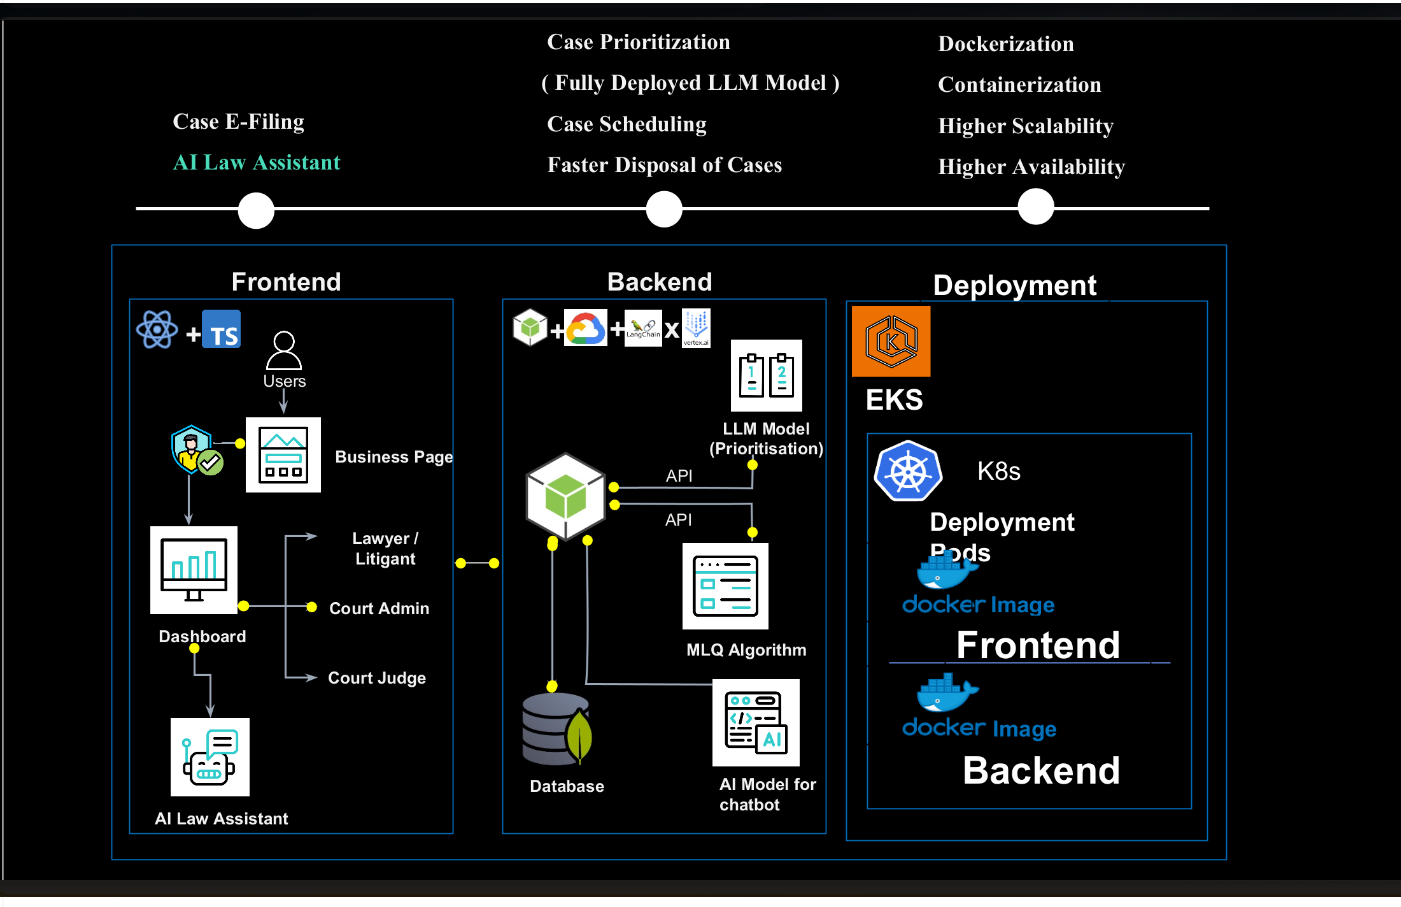 Case E-Filing
AI Law Assistant
Case Prioritization
( Fully Deployed LLM Model )
Case Scheduling
Faster Disposal of Cases
Dockerization
Containerization
Higher Scalability
Higher Availability
Frontend
+ TS
Users
Business Page
Lawyer /
Litigant
Court Admin
Dashboard
Court Judge
AI Law Assistant
Backend
+ + LangChain x vertex.ai
1 2
LLM Model
(Prioritisation)
API
API
MLQ Algorithm
</> AI
Database
AI Model for
chatbot
Deployment
K
EKS
K8s
Deployment
Pods
docker Image
Frontend
docker Image
Backend